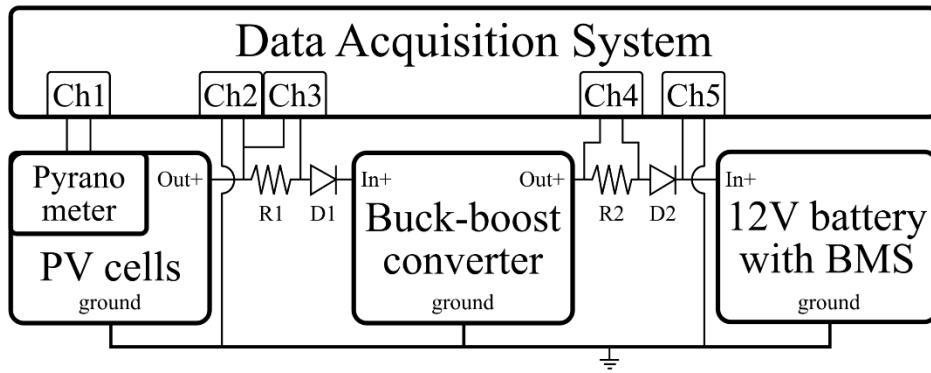 Data Acquisition System
Ch1
Ch2
Ch3
Ch4
Ch5
Pyrano
meter
Out+
PV cells
ground
R1
D1
In+
Out+
Buck-boost
converter
ground
R2
D2
In+
12V battery
with BMS
ground